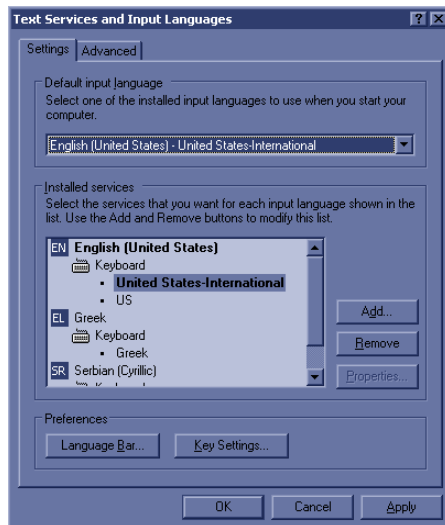 Text Services and Input Languages
Settings
Advanced
Default input language
Select one of the installed input languages to use when you start your
computer.
English (United States) - United States-International
Installed services
Select the services that you want for each input language shown in the
list. Use the Add and Remove buttons to modify this list.
EN English (United States)
Keyboard
• United States-International
• US
EL Greek
Keyboard
• Greek
SR Serbian (Cyrillic)
Add...
Remove
Properties...
Preferences
Language Bar...
Key Settings...
OK
Cancel
Apply